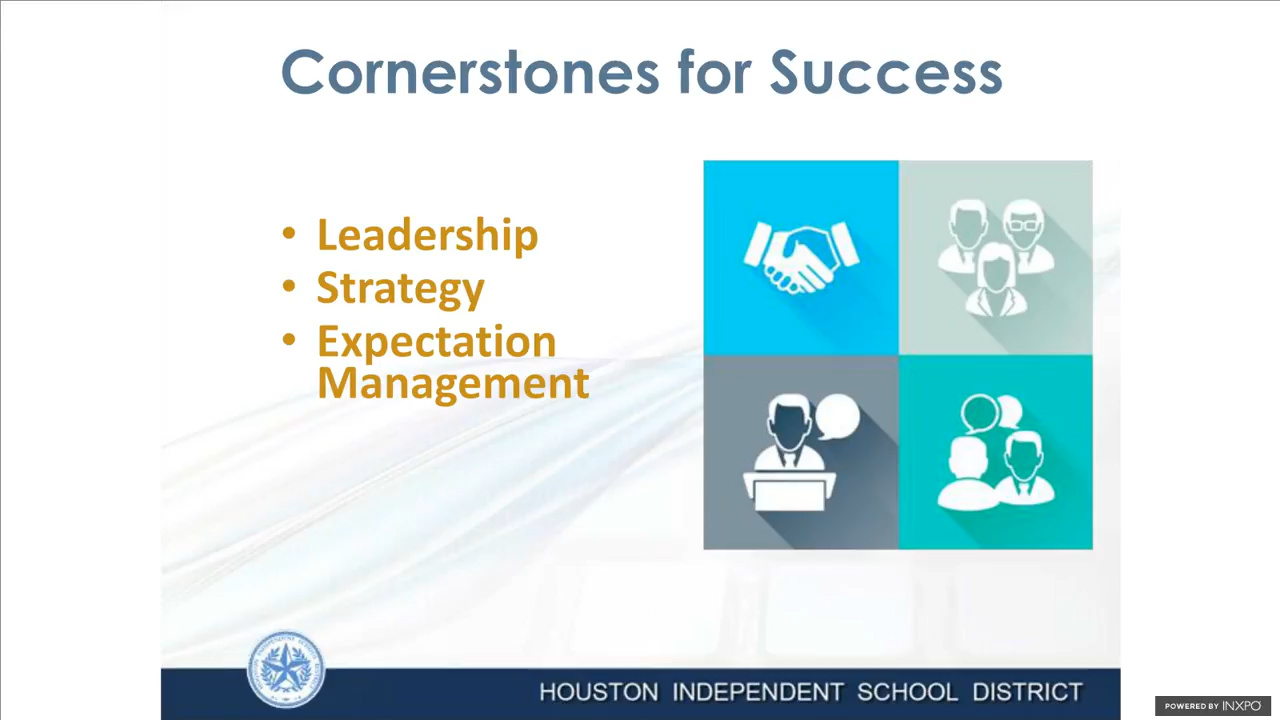 Cornerstones for Success
• Leadership
• Strategy
• Expectation
Management
HOUSTON INDEPENDENT SCHOOL DISTRICT
POWERED BY INXPO